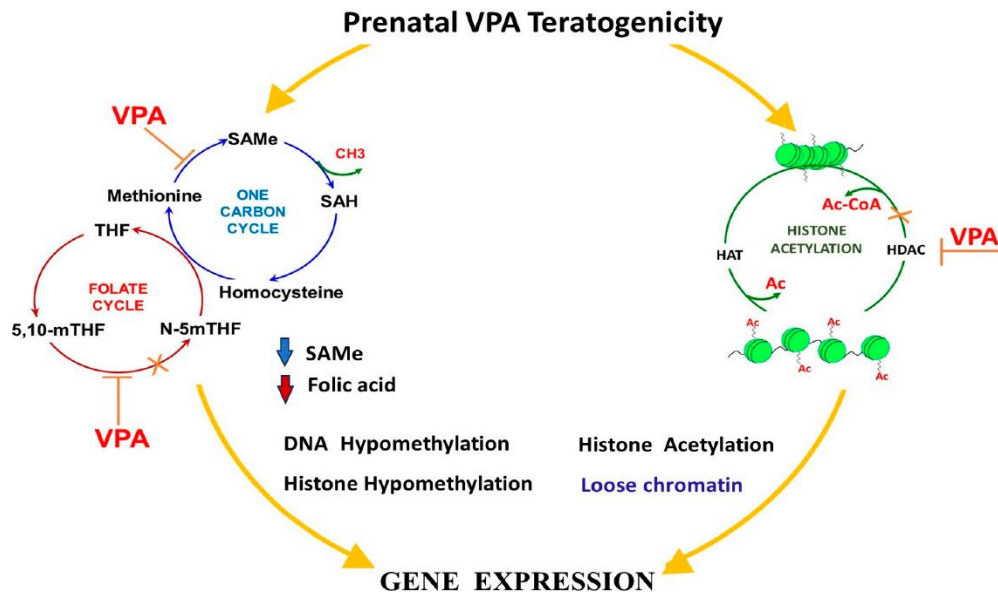 Prenatal VPA Teratogenicity
VPA
SAMe
CH3
Methionine
ONE
CARBON
CYCLE
SAH
THF
Homocysteine
FOLATE
CYCLE
5,10-mTHF
N-5mTHF
VPA
SAMe
Folic acid
Ac-CoA
HISTONE
ACETYLATION
HAT
HDAC
VPA
Ac
Ac
Ac
Ac
Ac
DNA Hypomethylation
Histone Acetylation
Histone Hypomethylation
Loose chromatin
GENE EXPRESSION